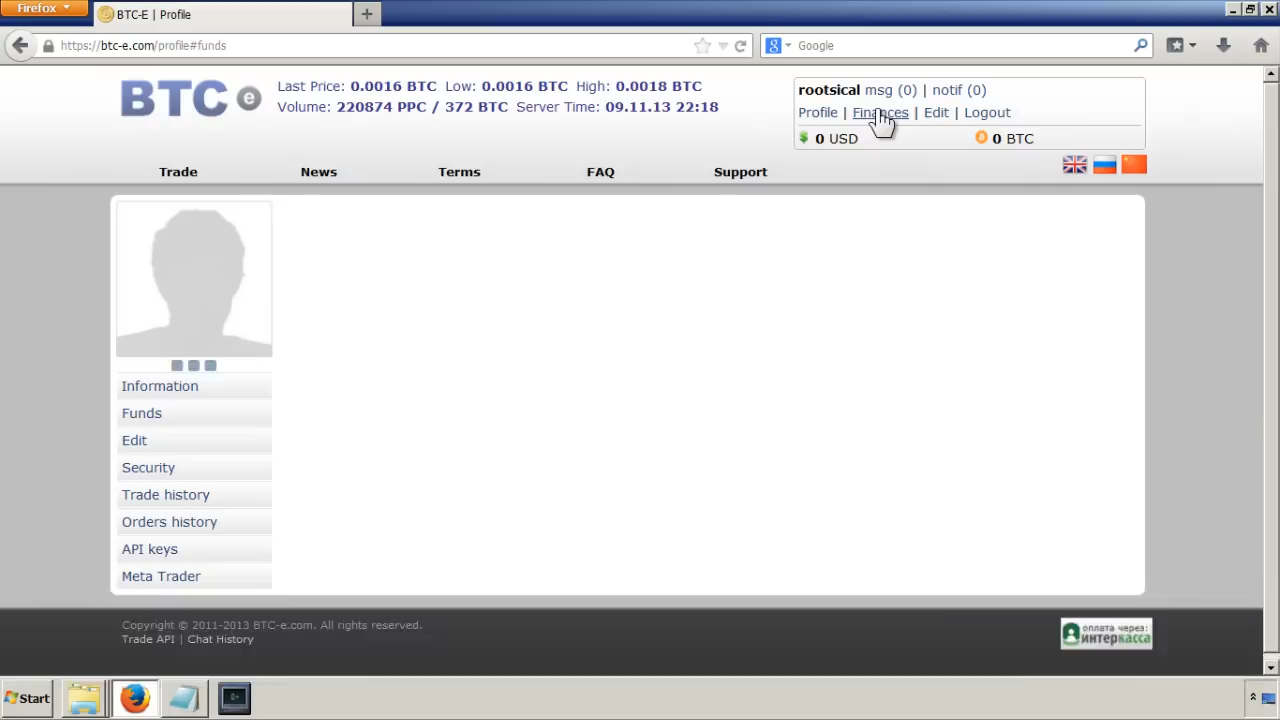 Firefox
BTC-E | Profile
https://btc-e.com/profile#funds
Google
BTC e
Last Price: 0.0016 BTC Low: 0.0016 BTC High: 0.0018 BTC
Volume: 220874 PPC / 372 BTC Server Time: 09.11.13 22:18
rootsical msg (0) | notif (0)
Profile | Finances | Edit | Logout
$ 0 USD 0 BTC
Trade News Terms FAQ Support
Information
Funds
Edit
Security
Trade history
Orders history
API keys
Meta Trader
Copyright © 2011-2013 BTC-e.com. All rights reserved.
Trade API | Chat History
оплата через:
интеркасса
Start